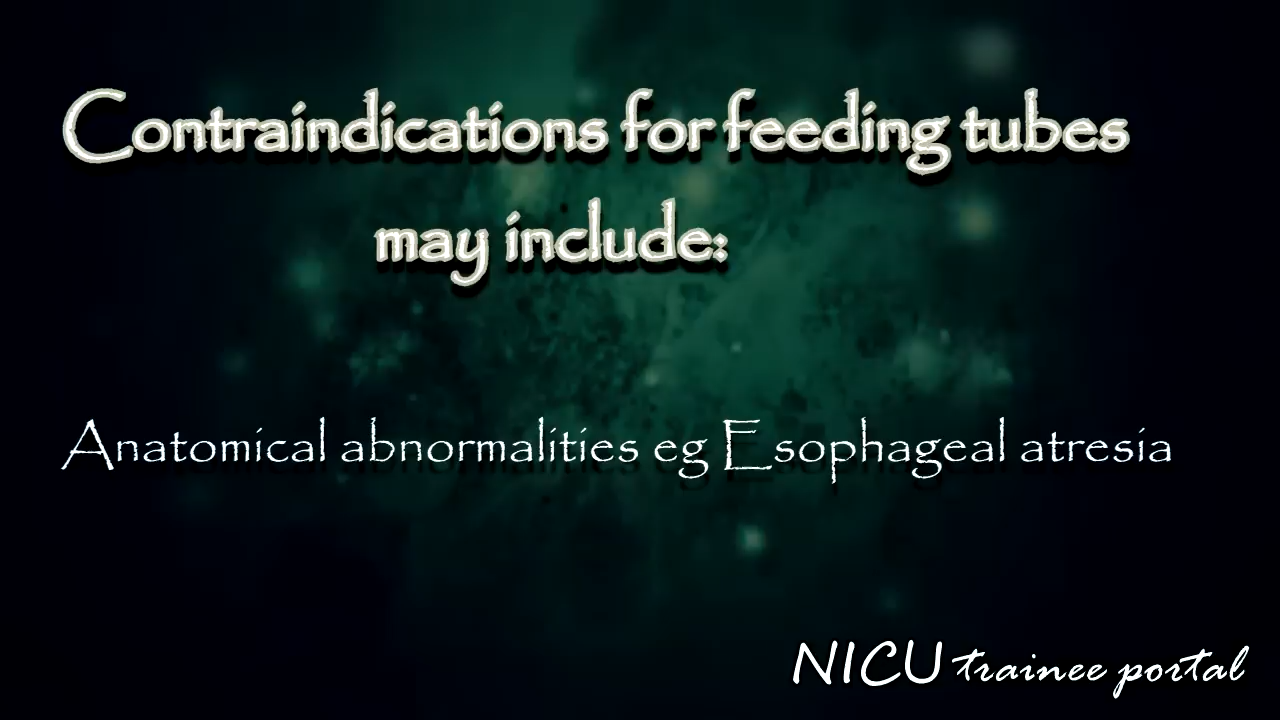 Contraindications for feeding tubes
may include:
Anatomical abnormalities eg Esophageal atresia
NICU trainee portal